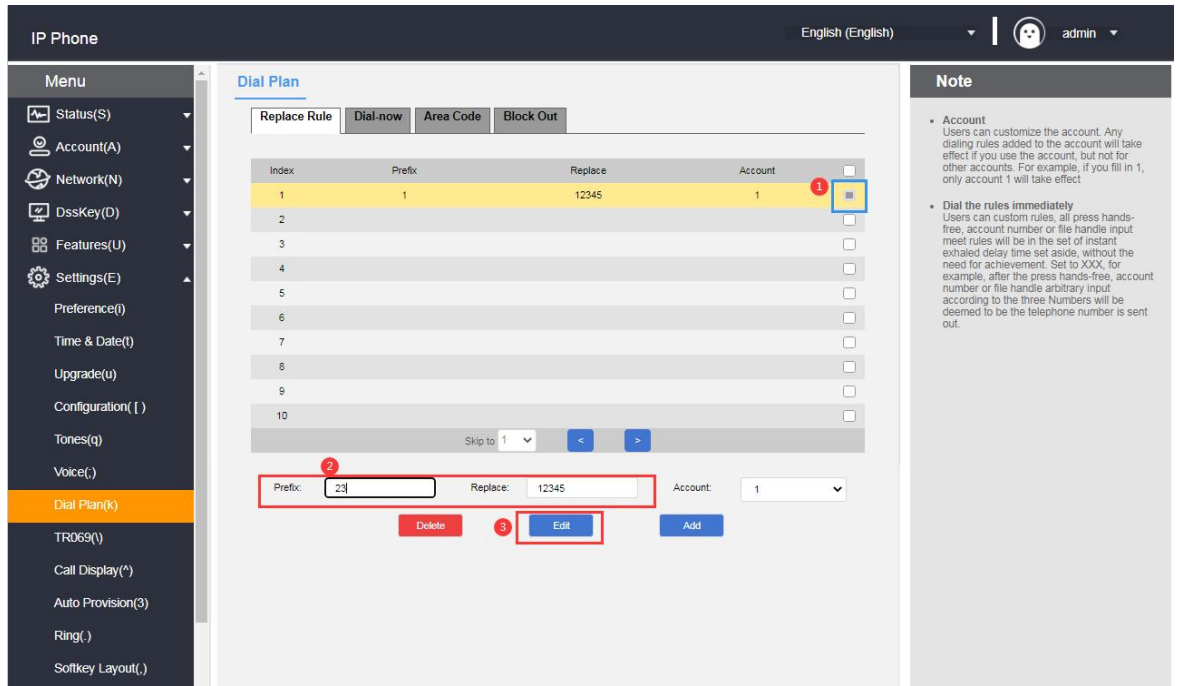 IP Phone
English (English)
admin
Menu
Status(S)
Account(A)
Network(N)
DssKey(D)
Features(U)
Settings(E)
Preference(i)
Time & Date(t)
Upgrade(u)
Configuration( [ )
Tones(q)
Voice(;)
Dial Plan(k)
TR069(\)
Call Display(^)
Auto Provision(3)
Ring(.)
Softkey Layout(,)
Dial Plan
Replace Rule Dial-now Area Code Block Out
Index Prefix Replace Account
1 1 12345 1
1
2
3
4
5
6
7
8
9
10
Skip to 1 < >
2
Prefix: 23 Replace: 12345 Account: 1
Delete 3 Edit Add
Note
• Account
Users can customize the account. Any
dialing rules added to the account will take
effect if you use the account, but not for
other accounts. For example, if you fill in 1,
only account 1 will take effect
• Dial the rules immediately
Users can custom rules, all press hands-
free, account number or file handle input
meet rules will be in the set of instant
exhaled delay time set aside, without the
need for achievement. Set to XXX, for
example, after the press hands-free, account
number or file handle arbitrary input
according to the three Numbers will be
deemed to be the telephone number is sent
out.